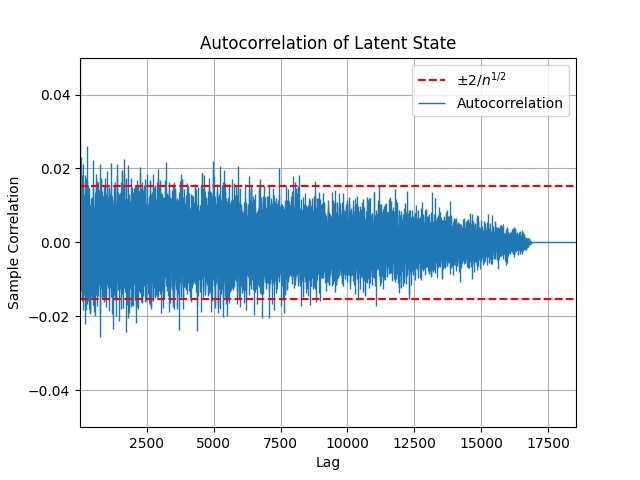 Autocorrelation of Latent State
±2/n^{1/2}
Autocorrelation
0.04
0.02
0.00
−0.02
−0.04
Sample Correlation
2500 5000 7500 10000 12500 15000 17500
Lag